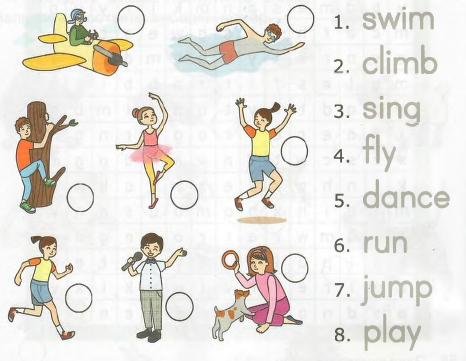 1. swim
2. climb
3. sing
4. fly
5. dance
6. run
7. jump
8. play